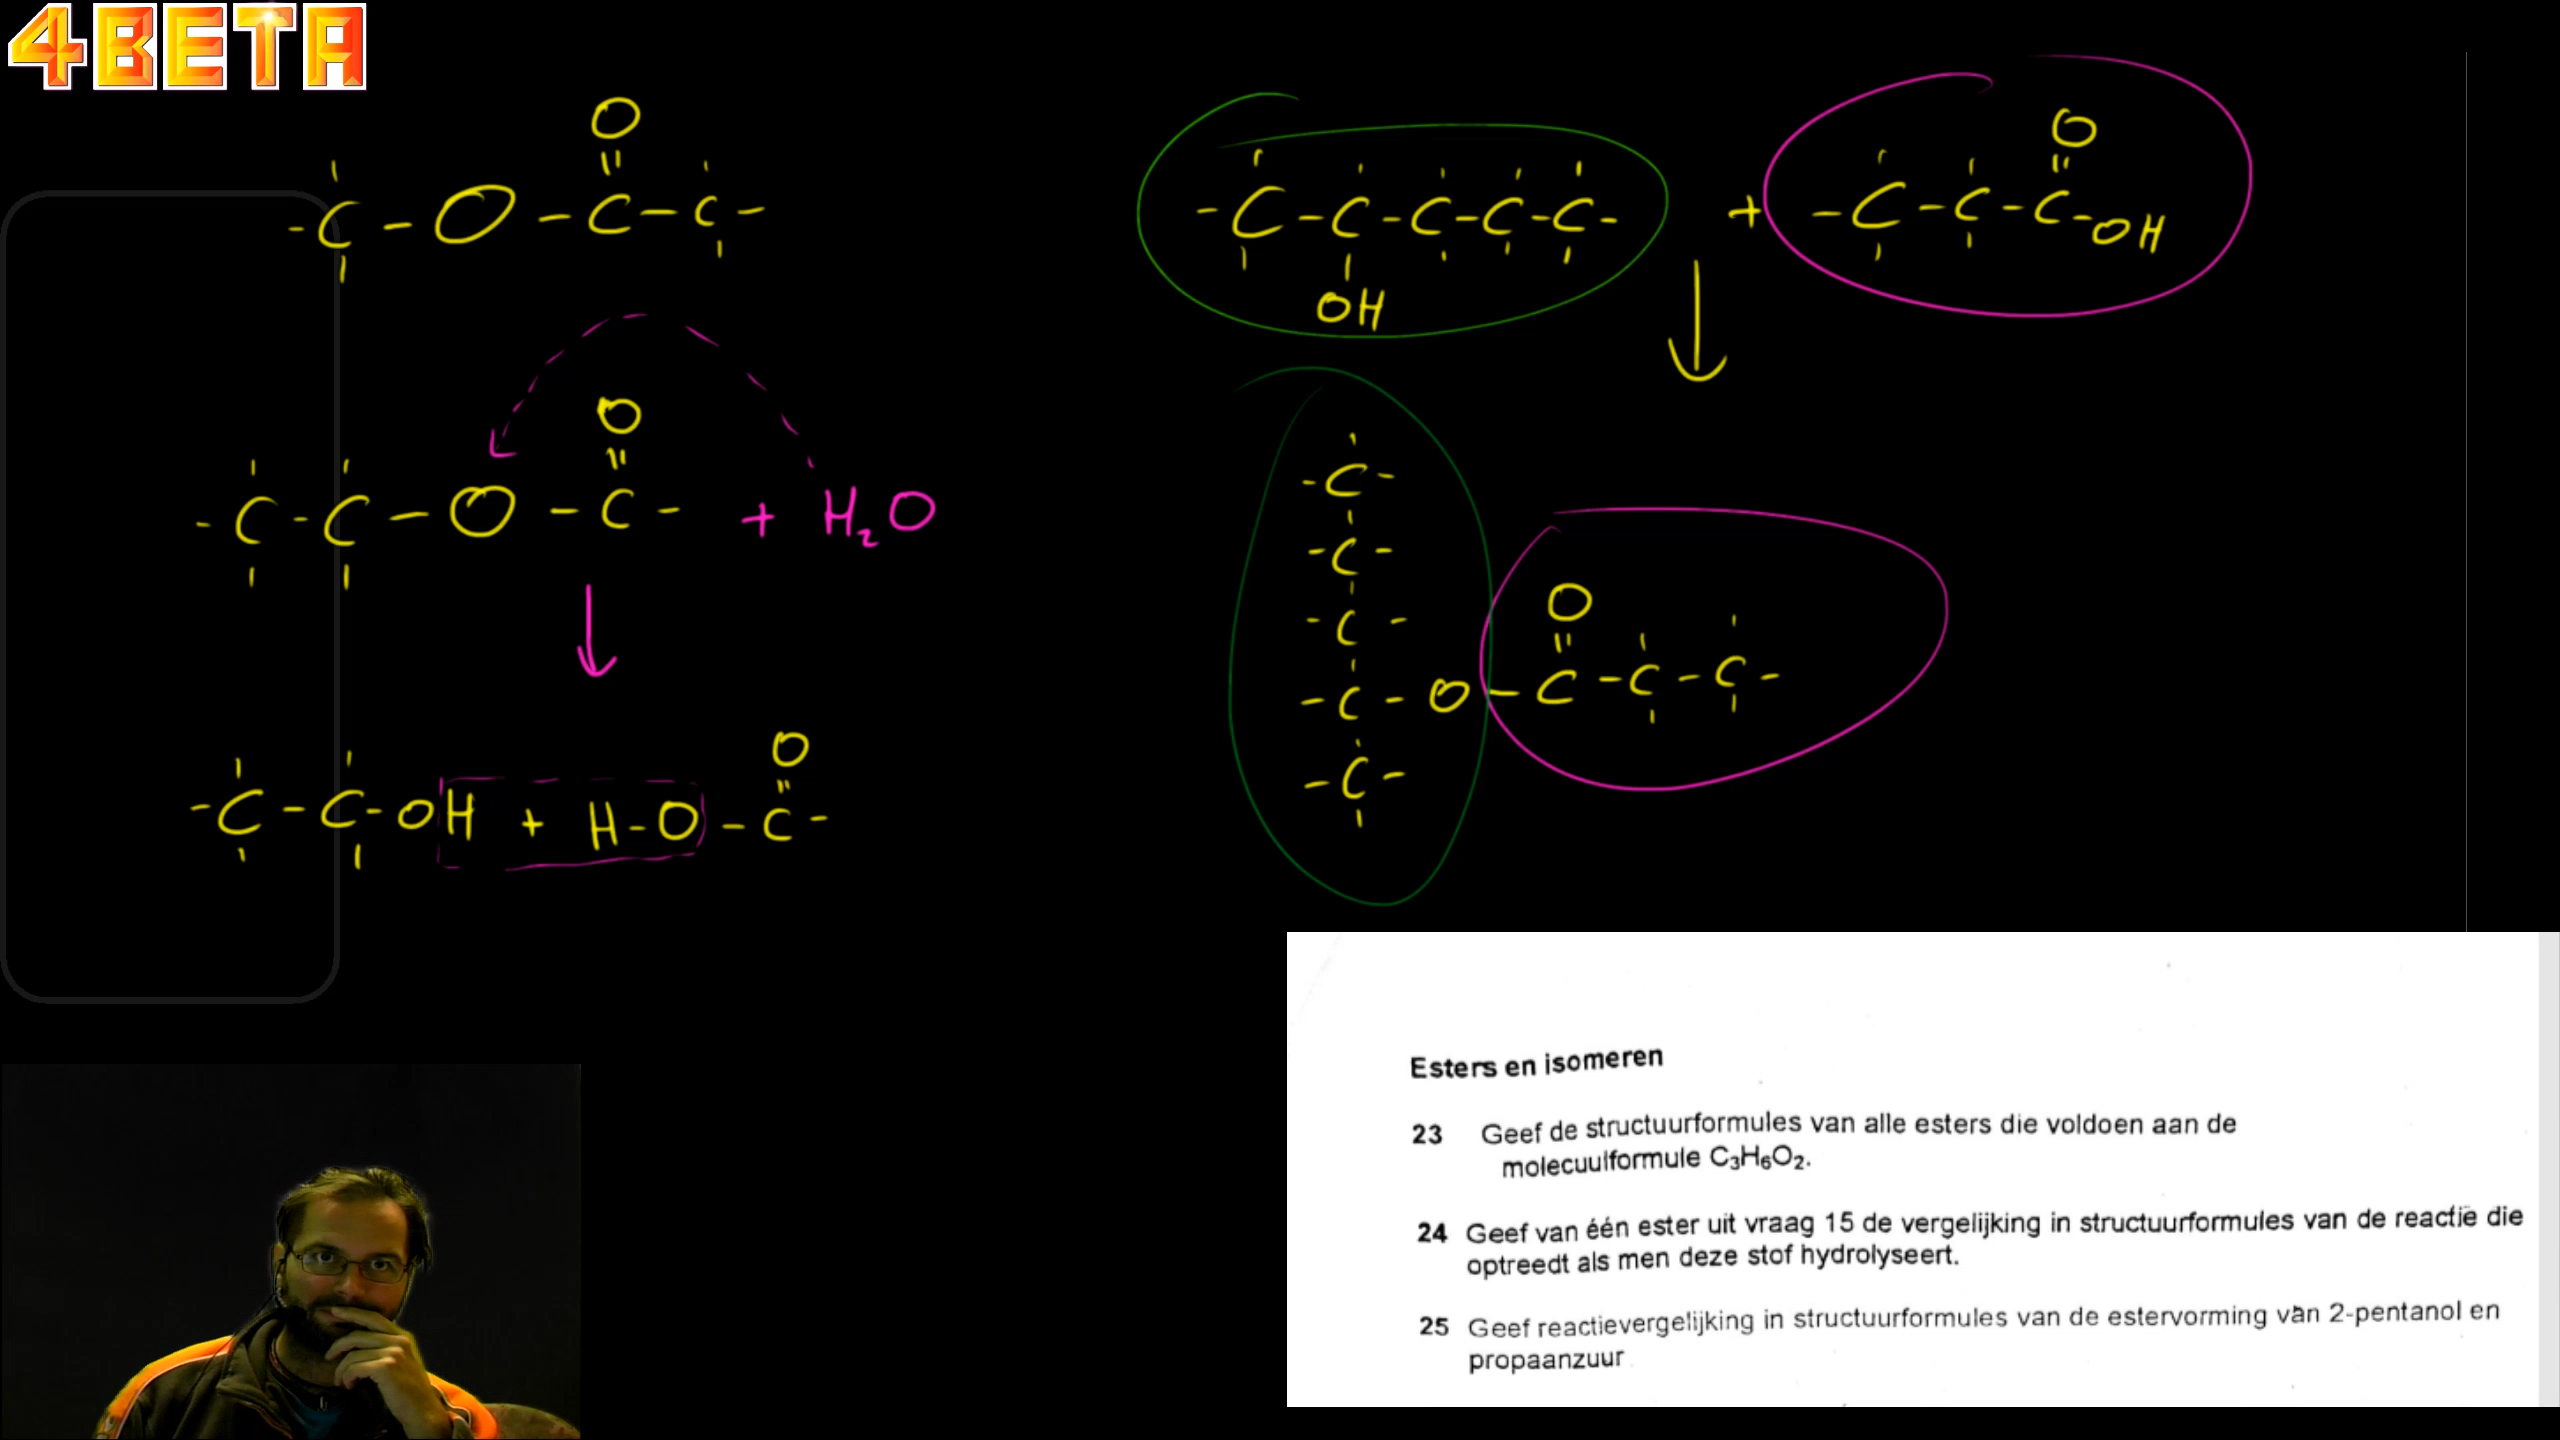 4BETA
O
||
-C-O-C-C-
O
||
-C-C-O-C- + H₂O
O
||
-C-C-OH + H-O-C-
O
||
-C-C-C-C-C- + -C-C-C-OH
OH
-C-
-C-
-C-
O
||
-C-O-C-C-C-
-C-
Esters en isomeren
23 Geef de structuurformules van alle esters die voldoen aan de
molecuulformule C₃H₆O₂.
24 Geef van één ester uit vraag 15 de vergelijking in structuurformules van de reactie die
optreedt als men deze stof hydrolyseert.
25 Geef reactievergelijking in structuurformules van de estervorming van 2-pentanol en
propaanzuur